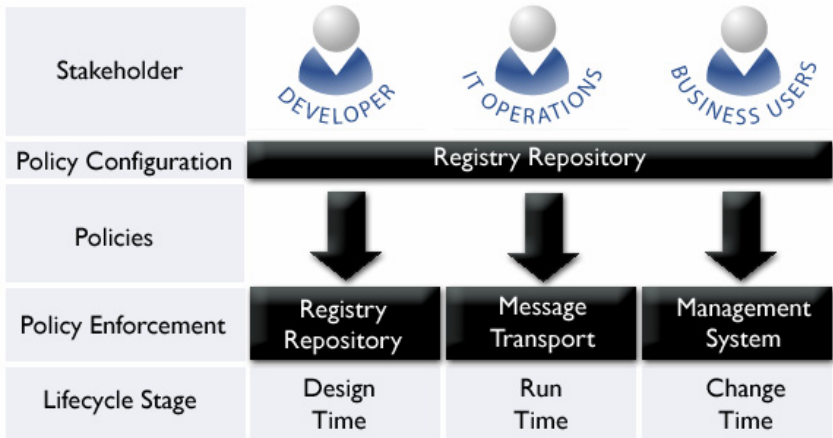 Stakeholder
DEVELOPER
IT OPERATIONS
BUSINESS USERS
Policy Configuration
Registry Repository
Policies
Policy Enforcement
Registry
Repository
Message
Transport
Management
System
Lifecycle Stage
Design
Time
Run
Time
Change
Time